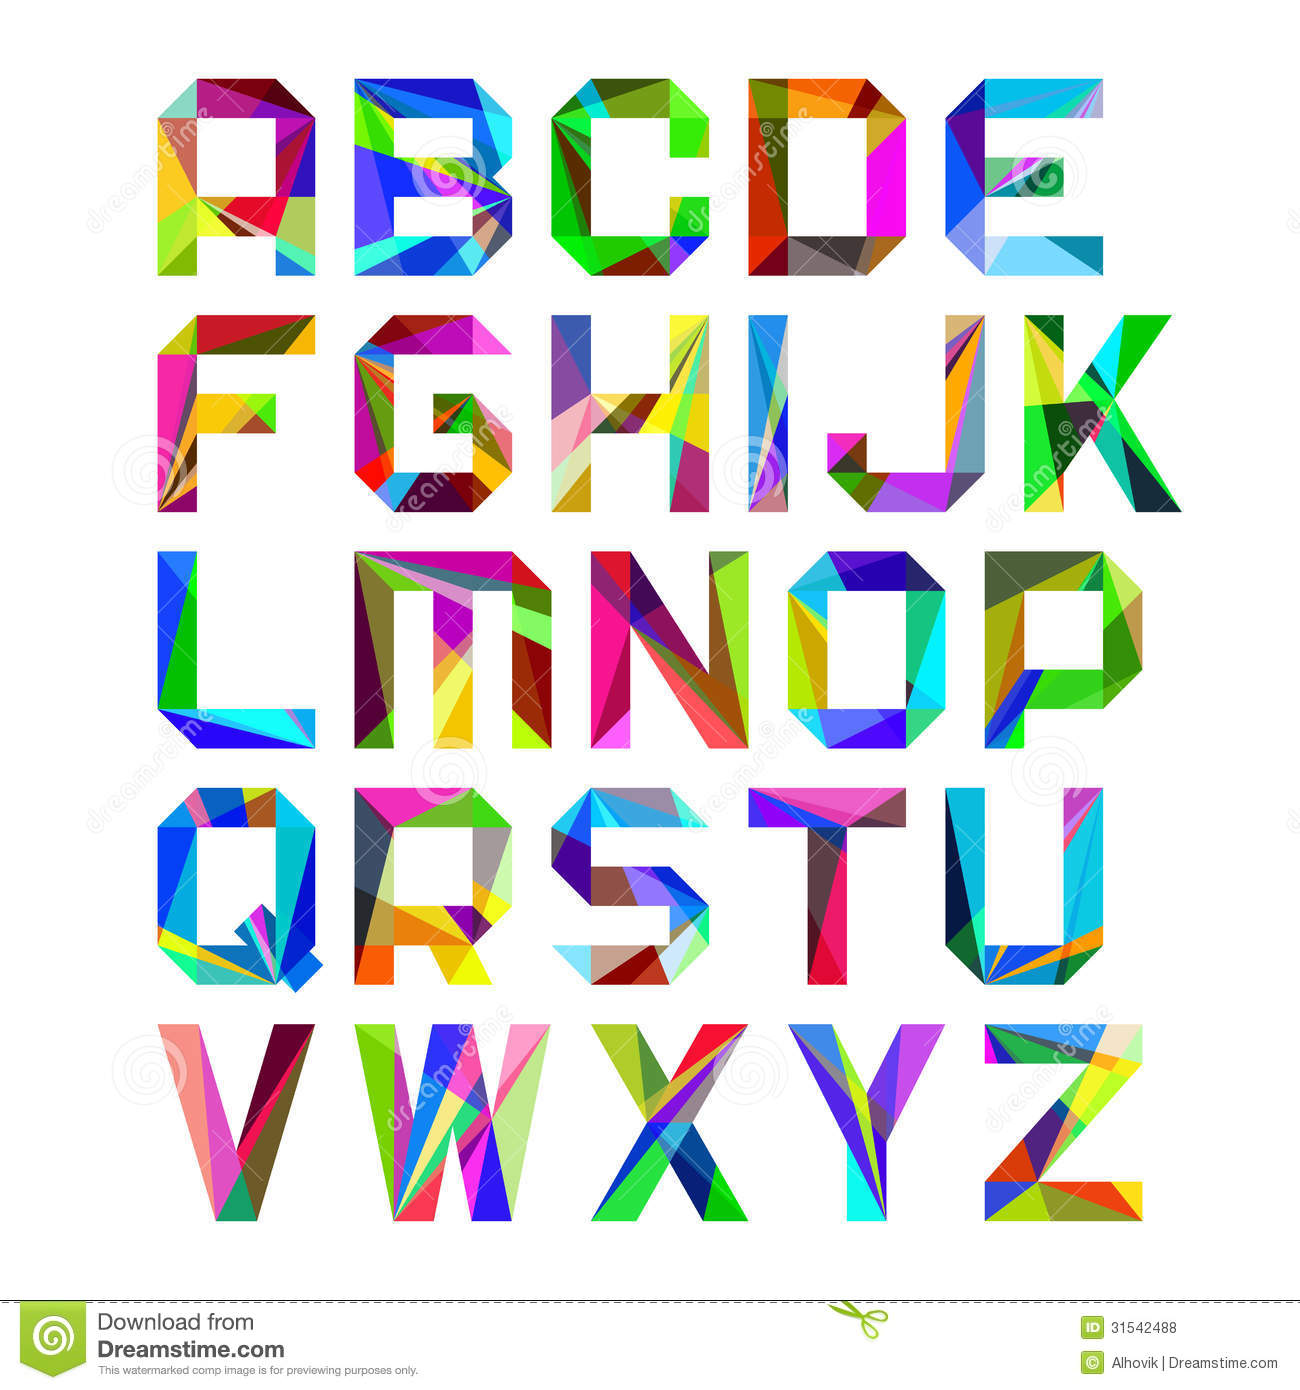 ABCDE
FGHIJK
LMNOP
QRSTU
VWXYZ
Download from
Dreamstime.com
This watermarked comp image is for previewing purposes only.
ID 31542488
© Alhovik | Dreamstime.com